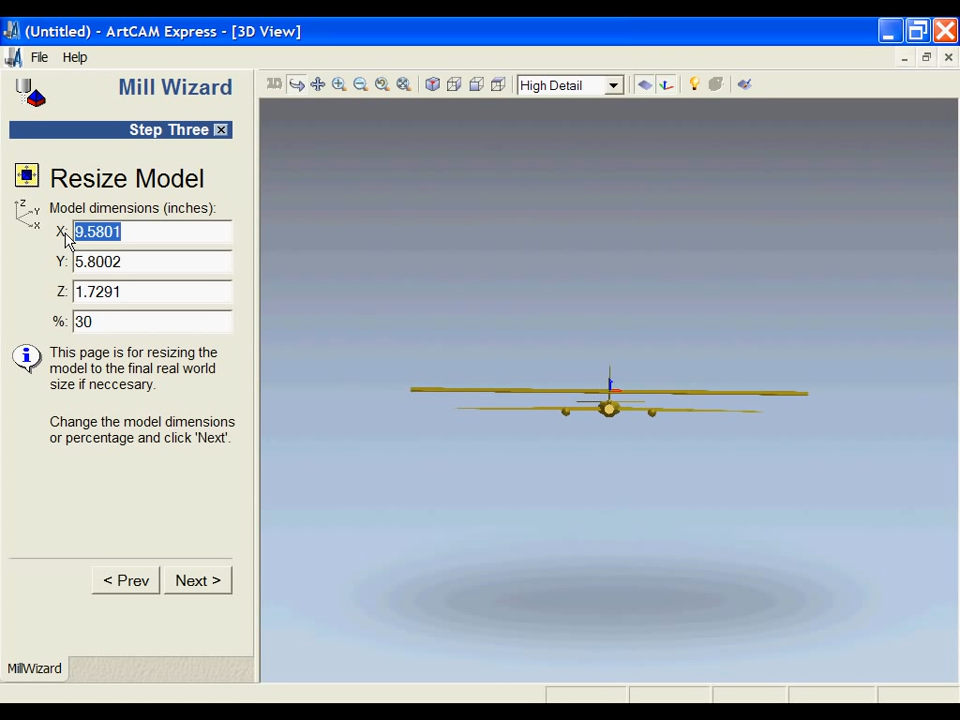 (Untitled) - ArtCAM Express - [3D View]
File Help
Mill Wizard
High Detail
Step Three
Resize Model
Model dimensions (inches):
X: 9.5801
Y: 5.8002
Z: 1.7291
%: 30
This page is for resizing the
model to the final real world
size if neccesary.
Change the model dimensions
or percentage and click 'Next'.
< Prev Next >
MillWizard